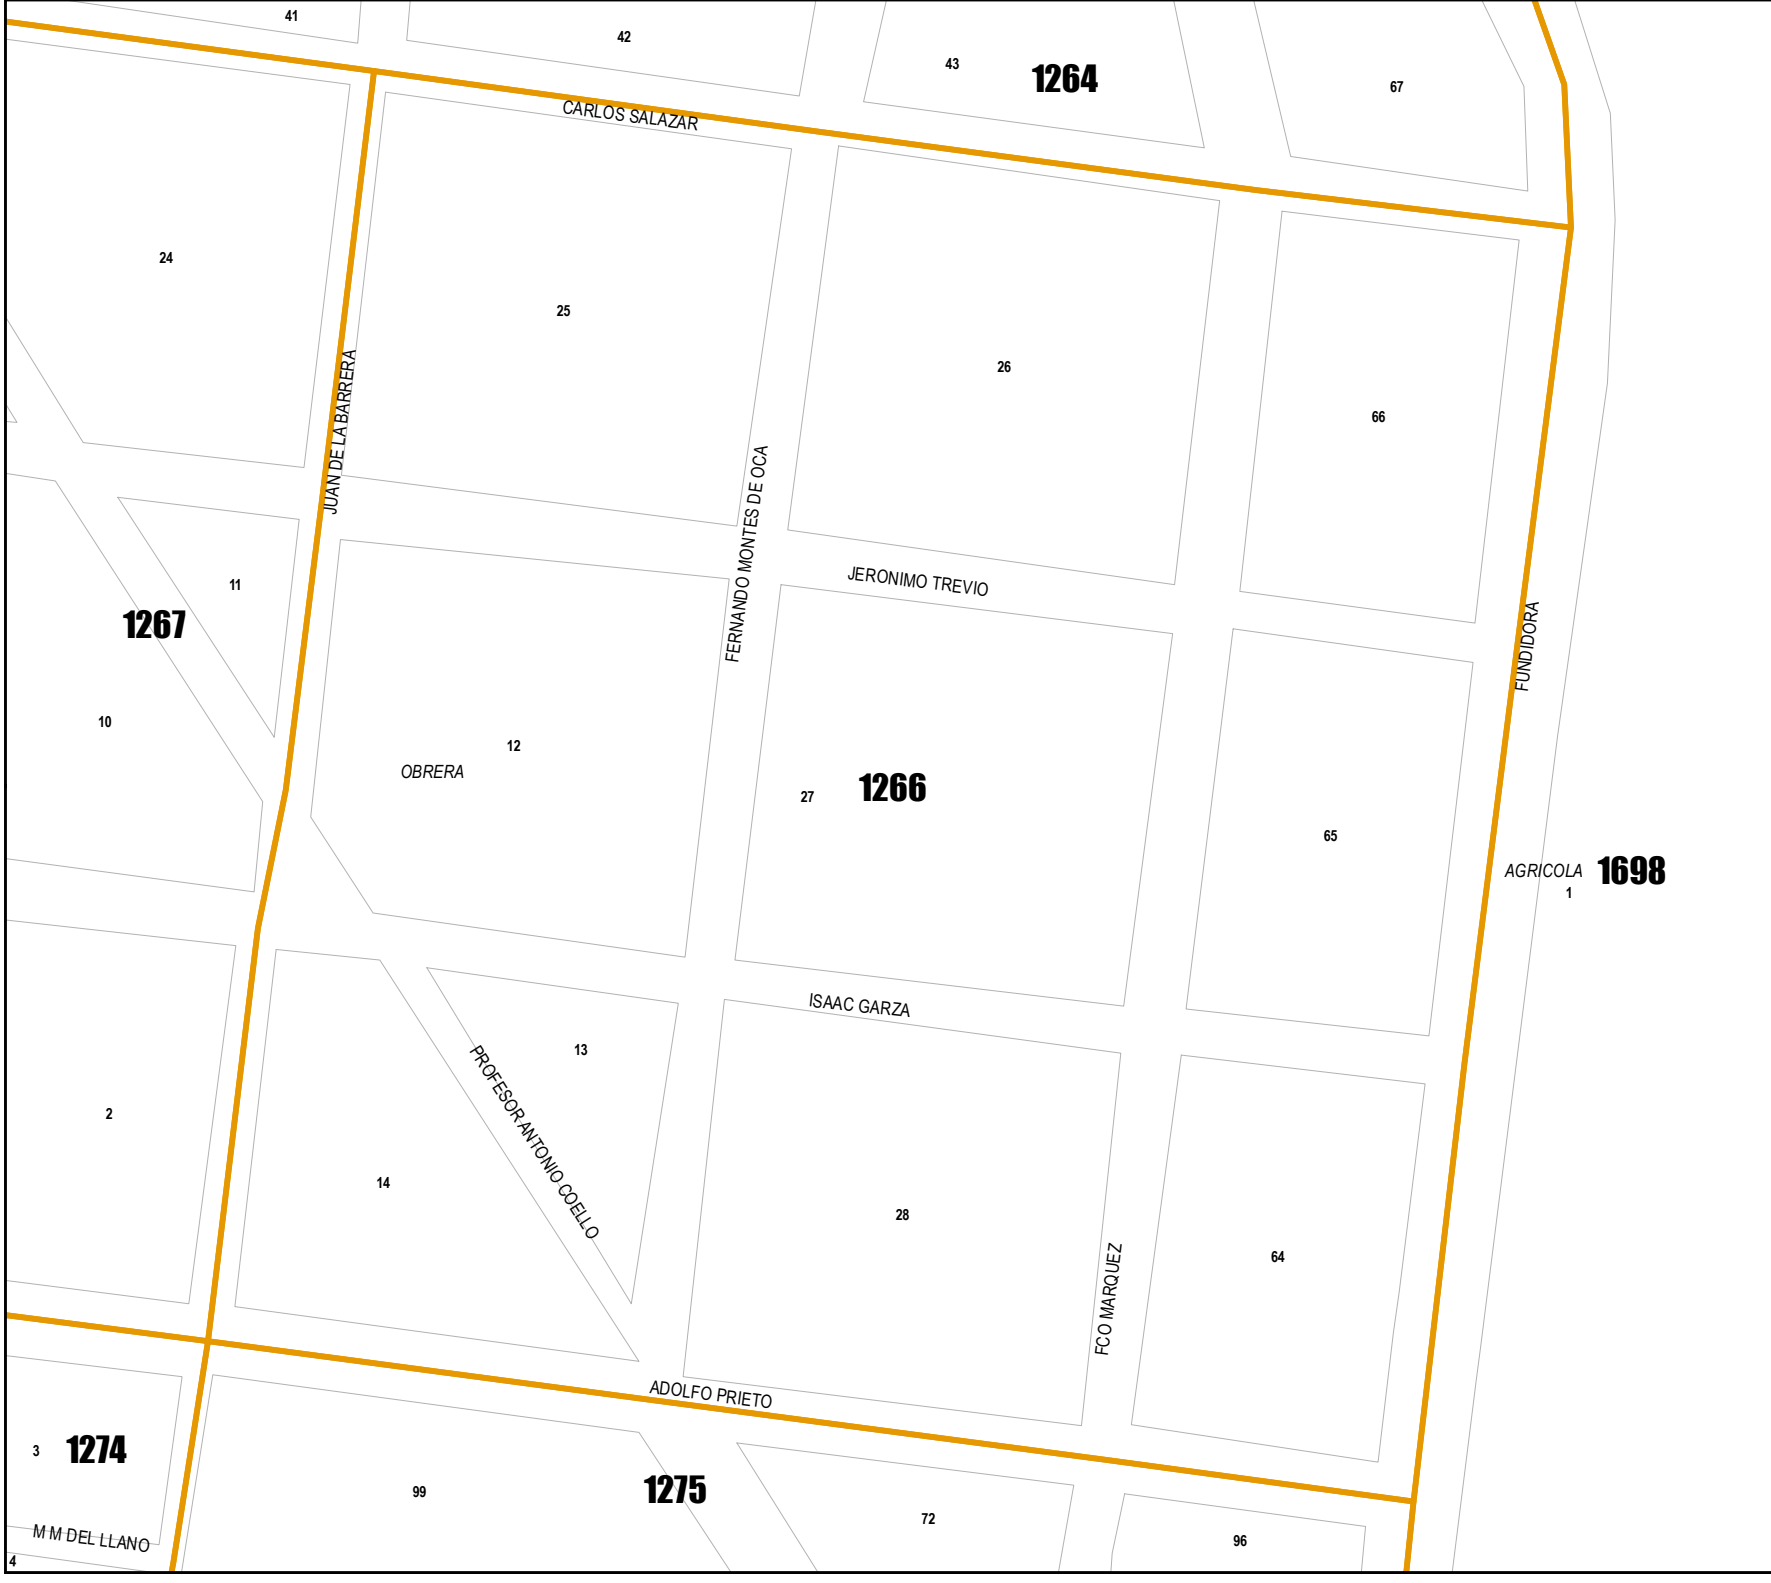 41
42
43
1264
67
CARLOS SALAZAR
24
25
26
66
JUAN DE LA BARRERA
FERNANDO MONTES DE OCA
JERONIMO TREVIO
11
1267
FUNDIDORA
10
12
OBRERA
27
1266
65
AGRICOLA
1698
1
ISAAC GARZA
13
2
PROFESOR ANTONIO COELLO
14
28
64
FCO MARQUEZ
ADOLFO PRIETO
3
1274
99
1275
72
96
M M DEL LLANO
4